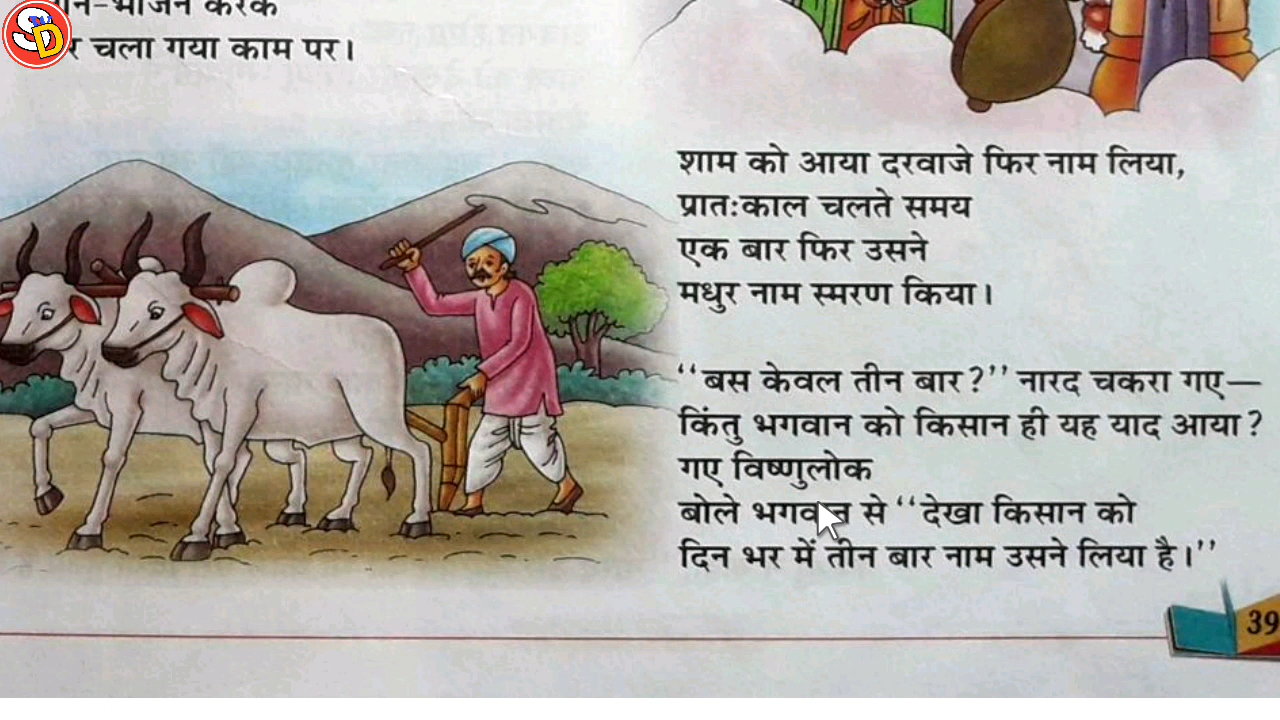 चला गया काम पर।
शाम को आया दरवाजे फिर नाम लिया,
प्रातःकाल चलते समय
एक बार फिर उसने
मधुर नाम स्मरण किया।
‘‘बस केवल तीन बार?’’ नारद चकरा गए—
किंतु भगवान को किसान ही यह याद आया?
गए विष्णुलोक
बोले भगवान से ‘‘देखा किसान को
दिन भर में तीन बार नाम उसने लिया है।’’
39